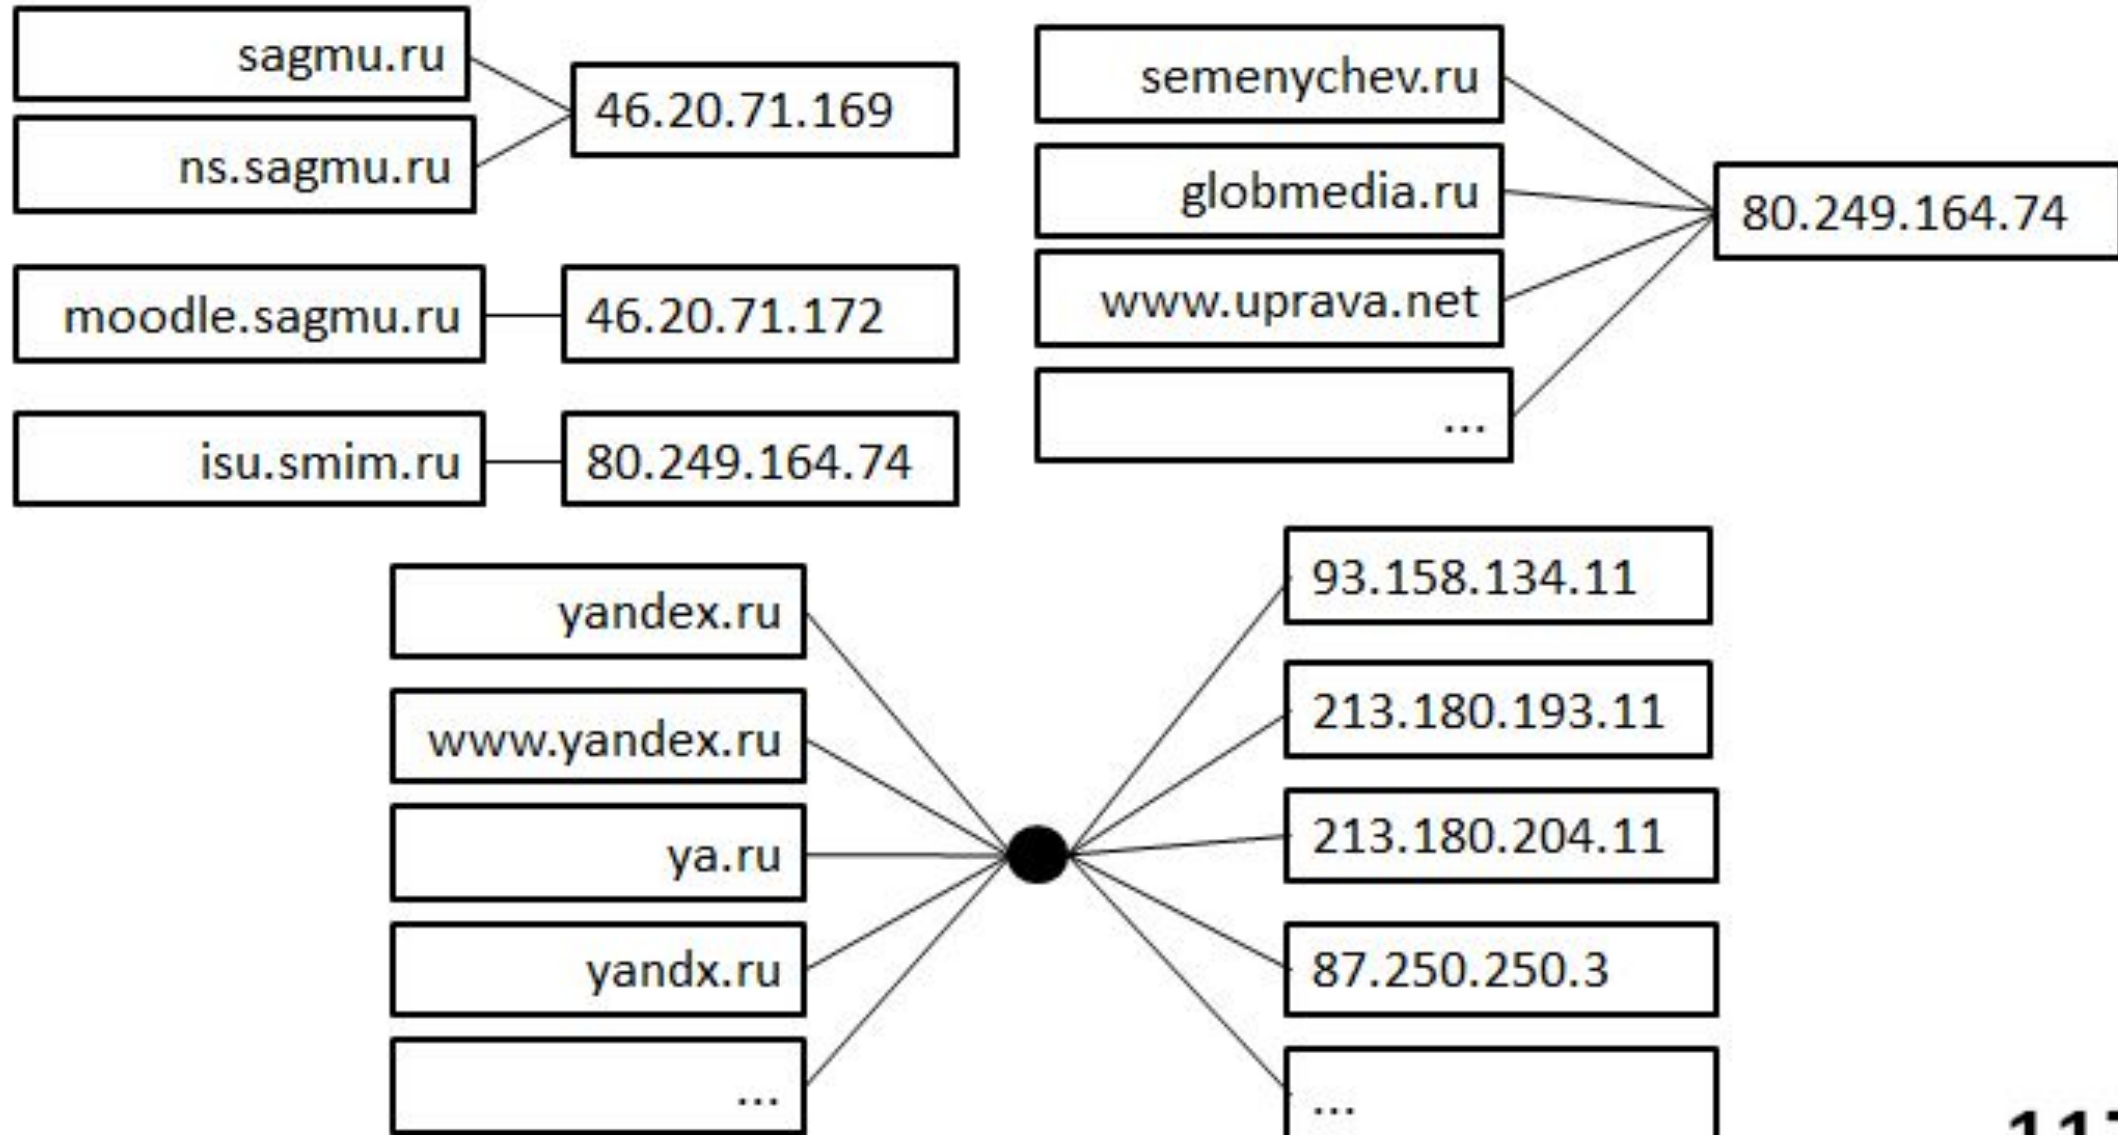 sagmu.ru
46.20.71.169
ns.sagmu.ru
moodle.sagmu.ru
46.20.71.172
isu.smim.ru
80.249.164.74
semenychev.ru
globmedia.ru
80.249.164.74
www.uprava.net
...
yandex.ru
www.yandex.ru
ya.ru
yandx.ru
...
93.158.134.11
213.180.193.11
213.180.204.11
87.250.250.3
...